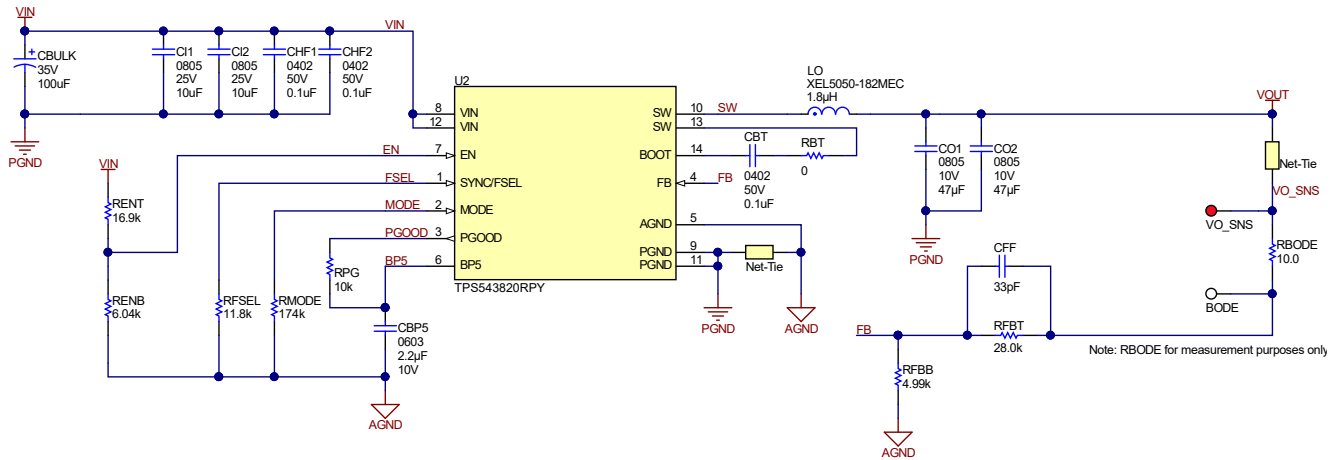 VIN
VIN
CBULK
35V
100uF
+
CI1
0805
25V
10uF
CI2
0805
25V
10uF
CHF1
0402
50V
0.1uF
CHF2
0402
50V
0.1uF
PGND
U2
8 VIN
12 VIN
EN 7 EN
FSEL 1 SYNC/FSEL
MODE 2 MODE
PGOOD 3 PGOOD
BP5 6 BP5
SW 10 SW
SW 13
BOOT 14
FB 4 FB
AGND 5
PGND 9
PGND 11
TPS543820RPY
VIN
RENT
16.9k
RENB
6.04k
RFSEL
11.8k
RMODE
174k
RPG
10k
CBP5
0603
2.2µF
10V
AGND
LO
XEL5050-182MEC
1.8µH
CBT
0402
50V
0.1uF
RBT
0
Net-Tie
PGND
AGND
CO1
0805
10V
47µF
CO2
0805
10V
47µF
PGND
VOUT
Net-Tie
VO_SNS
VO_SNS
RBODE
10.0
BODE
CFF
33pF
FB
RFBT
28.0k
Note: RBODE for measurement purposes only
RFBB
4.99k
AGND